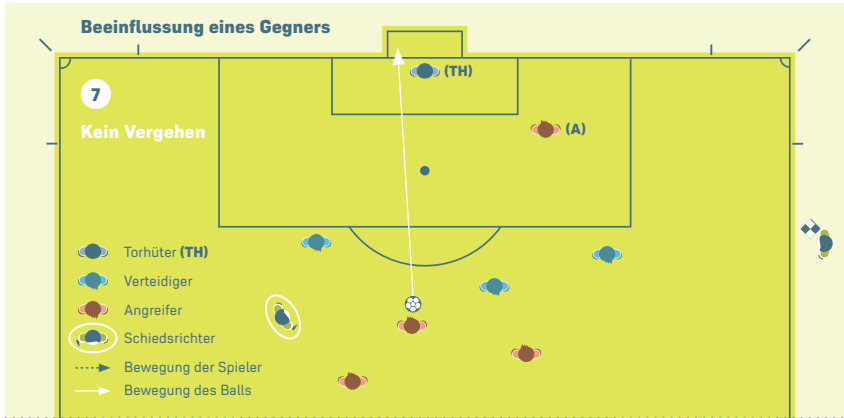 Beeinflussung eines Gegners
(TH)
7
(A)
Kein Vergehen
Torhüter (TH)
Verteidiger
Angreifer
Schiedsrichter
Bewegung der Spieler
Bewegung des Balls